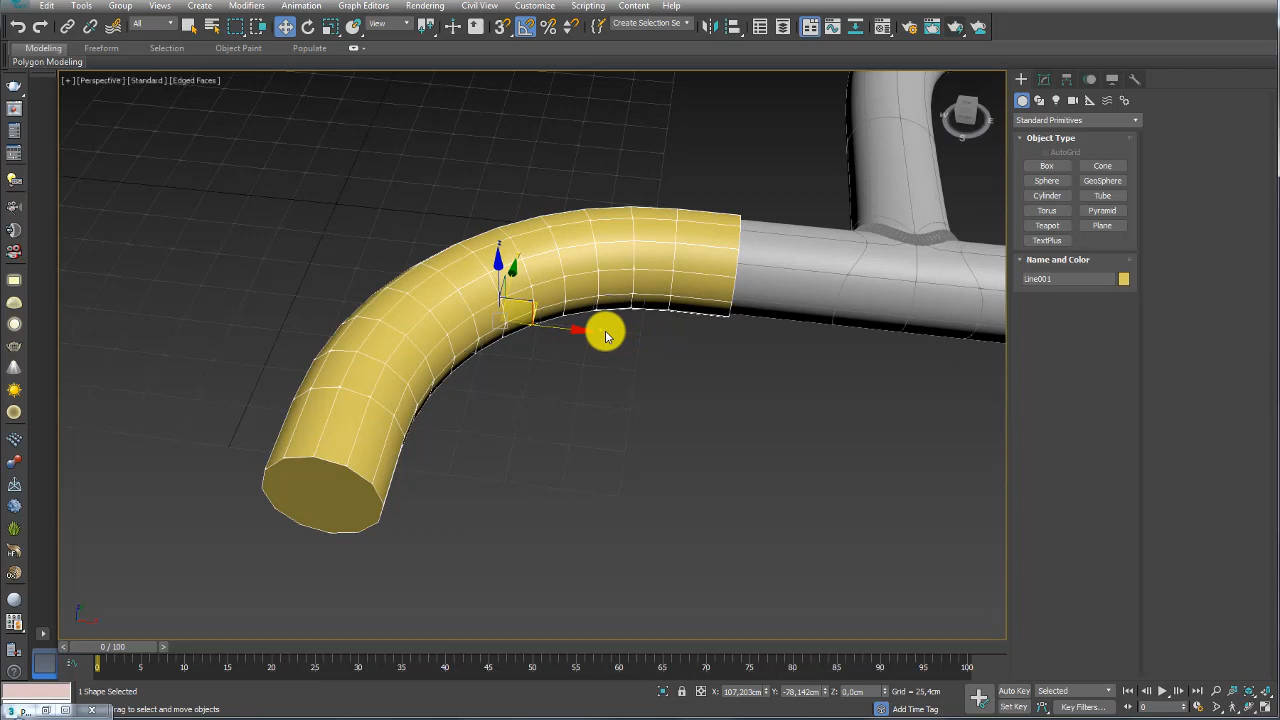 Edit Tools Group Views Create Modifiers Animation Graph Editors Rendering Civil View Customize Scripting Content Help
All View Create Selection Se
Modeling Freeform Selection Object Paint Populate
Polygon Modeling
[+] [Perspective] [Standard] [Edged Faces]
Standard Primitives
Object Type
AutoGrid
Box Cone
Sphere GeoSphere
Cylinder Tube
Torus Pyramid
Teapot Plane
TextPlus
Name and Color
Line001
0 / 100
0 5 10 15 20 25 30 35 40 45 50 55 60 65 70 75 80 85 90 95 100
1 Shape Selected X: 107,203cm Y: -78,142cm Z: 0,0cm Grid = 25,4cm Auto Key Selected
drag to select and move objects Add Time Tag Set Key Key Filters... 0
3 p...